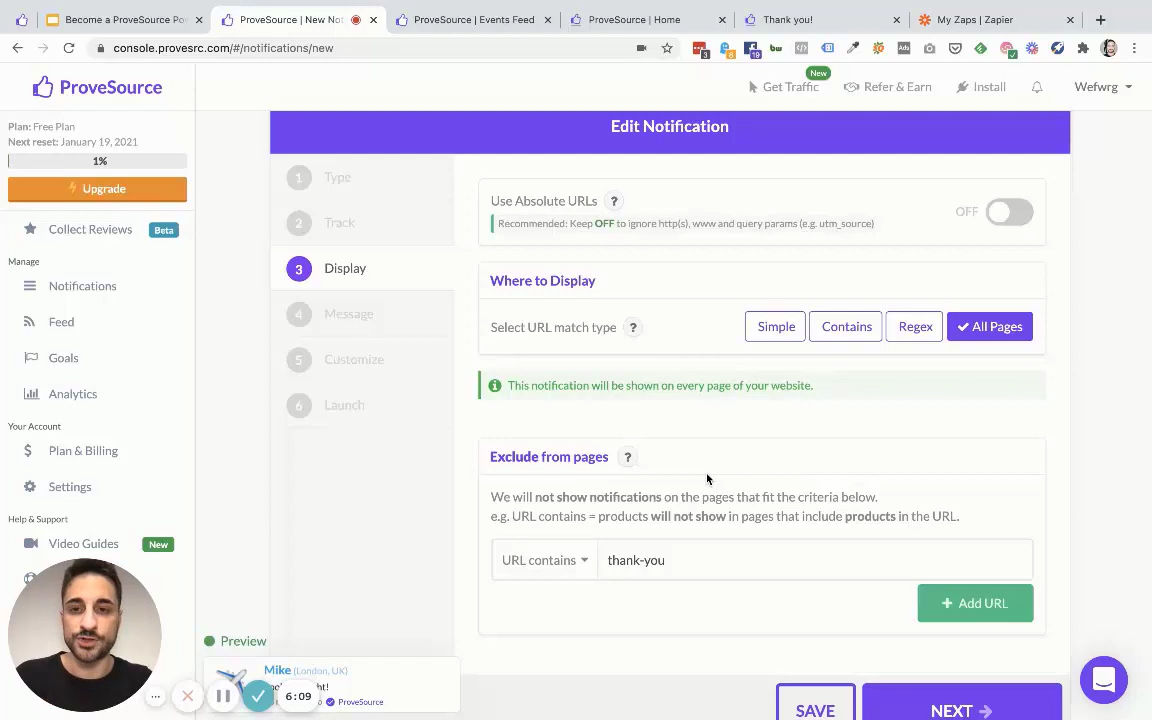 Become a ProveSource Po
ProveSource | New Not
ProveSource | Events Feed
ProveSource | Home
Thank you!
My Zaps | Zapier
console.provesrc.com/#/notifications/new
3
8
19
bw
Ads
ProveSource
New
Get Traffic
Refer & Earn
Install
Wefwrg
Plan: Free Plan
Next reset: January 19, 2021
1%
Upgrade
Collect Reviews Beta
Manage
Notifications
Feed
Goals
Analytics
Your Account
Plan & Billing
Settings
Help & Support
Video Guides New
Edit Notification
1 Type
2 Track
3 Display
4 Message
5 Customize
6 Launch
Use Absolute URLs ?
Recommended: Keep OFF to ignore http(s), www and query params (e.g. utm_source)
OFF
Where to Display
Select URL match type ?
Simple
Contains
Regex
All Pages
This notification will be shown on every page of your website.
Exclude from pages ?
We will not show notifications on the pages that fit the criteria below.
e.g. URL contains = products will not show in pages that include products in the URL.
URL contains
thank-you
+ Add URL
Preview
Mike (London, UK)
ProveSource
6:09
SAVE
NEXT